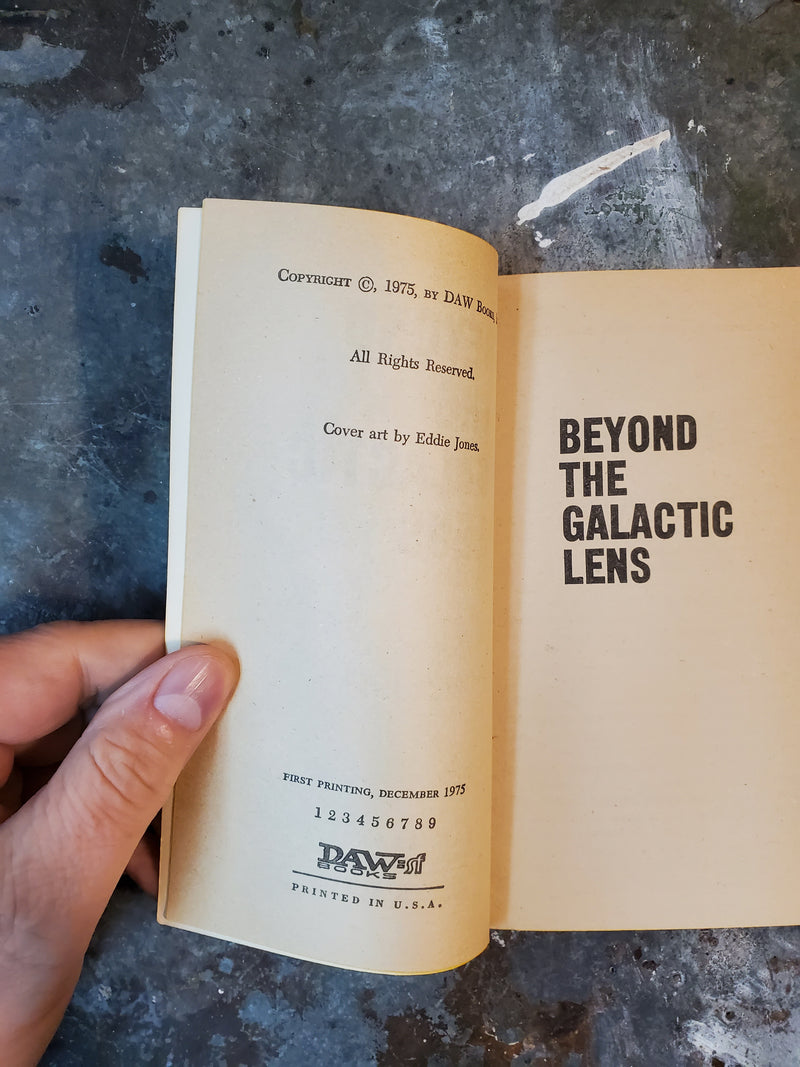 COPYRIGHT ©, 1975, BY DAW BOOKS,
All Rights Reserved.
Cover art by Eddie Jones.
FIRST PRINTING, DECEMBER 1975
1 2 3 4 5 6 7 8 9
DAW sf
BOOKS
PRINTED IN U.S.A.
BEYOND
THE
GALACTIC
LENS